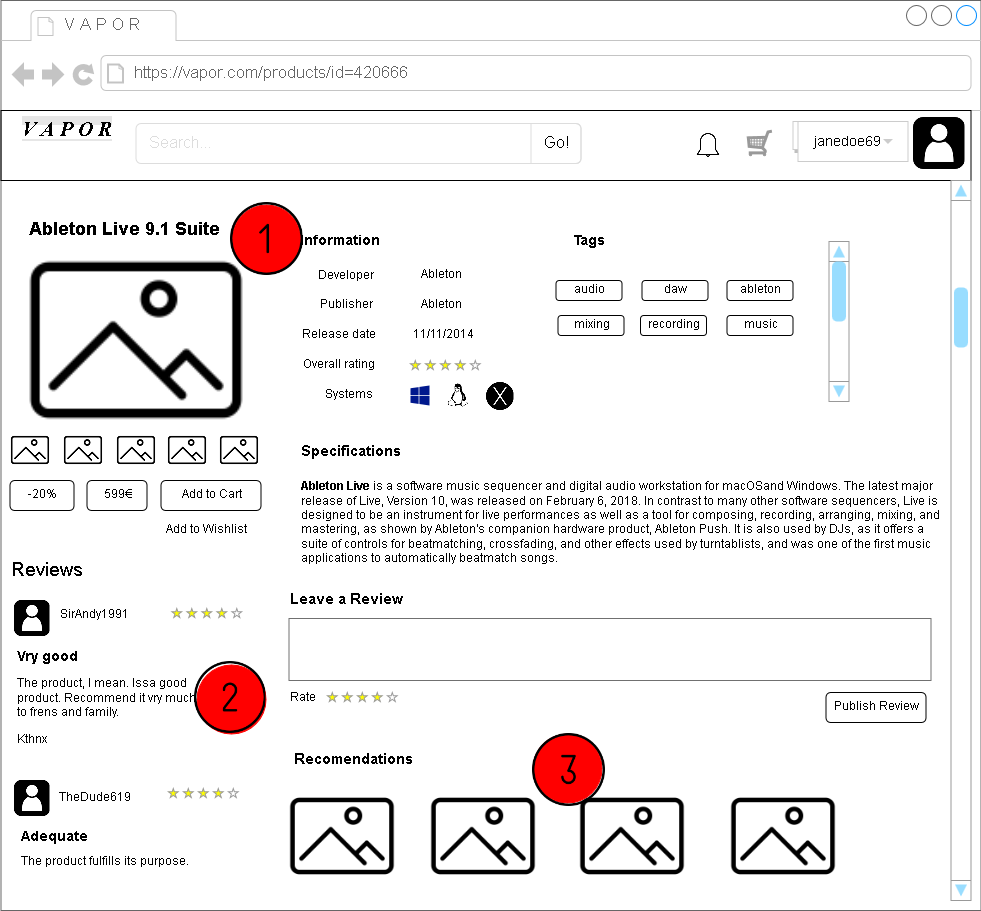 VAPOR
https://vapor.com/products/id=420666
VAPOR
Search...
Go!
janedoe69
Ableton Live 9.1 Suite
1
nformation
Developer Ableton
Publisher Ableton
Release date 11/11/2014
Overall rating
Systems
X
Tags
audio daw ableton
mixing recording music
-20% 599€ Add to Cart
Add to Wishlist
Specifications
Ableton Live is a software music sequencer and digital audio workstation for macOSand Windows. The latest major
release of Live, Version 10, was released on February 6, 2018. In contrast to many other software sequencers, Live is
designed to be an instrument for live performances as well as a tool for composing, recording, arranging, mixing, and
mastering, as shown by Ableton's companion hardware product, Ableton Push. It is also used by DJs, as it offers a
suite of controls for beatmatching, crossfading, and other effects used by turntablists, and was one of the first music
applications to automatically beatmatch songs.
Reviews
SirAndy1991
Vry good
The product, I mean. Issa good
product. Recommend it vry much
to frens and family.
Kthnx
2
TheDude619
Adequate
The product fulfills its purpose.
Leave a Review
Rate
Publish Review
Recomendations
3